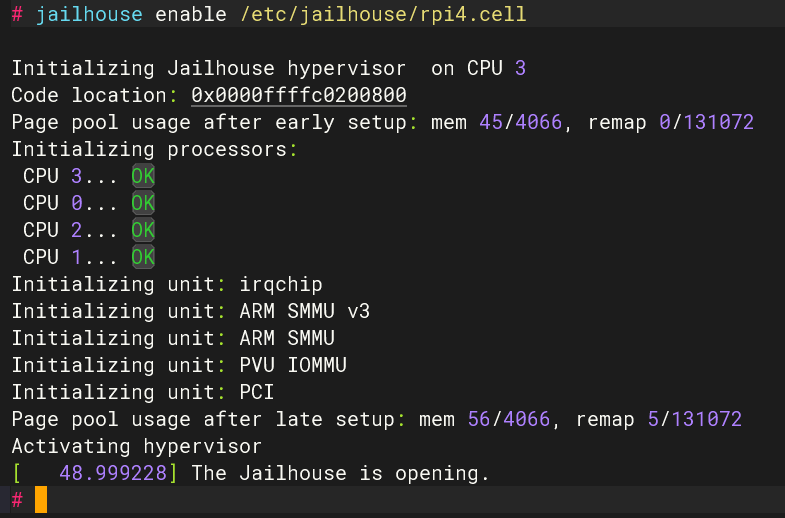 # jailhouse enable /etc/jailhouse/rpi4.cell
Initializing Jailhouse hypervisor  on CPU 3
Code location: 0x0000ffffc0200800
Page pool usage after early setup: mem 45/4066, remap 0/131072
Initializing processors:
 CPU 3... OK
 CPU 0... OK
 CPU 2... OK
 CPU 1... OK
Initializing unit: irqchip
Initializing unit: ARM SMMU v3
Initializing unit: ARM SMMU
Initializing unit: PVU IOMMU
Initializing unit: PCI
Page pool usage after late setup: mem 56/4066, remap 5/131072
Activating hypervisor
[   48.999228] The Jailhouse is opening.
#